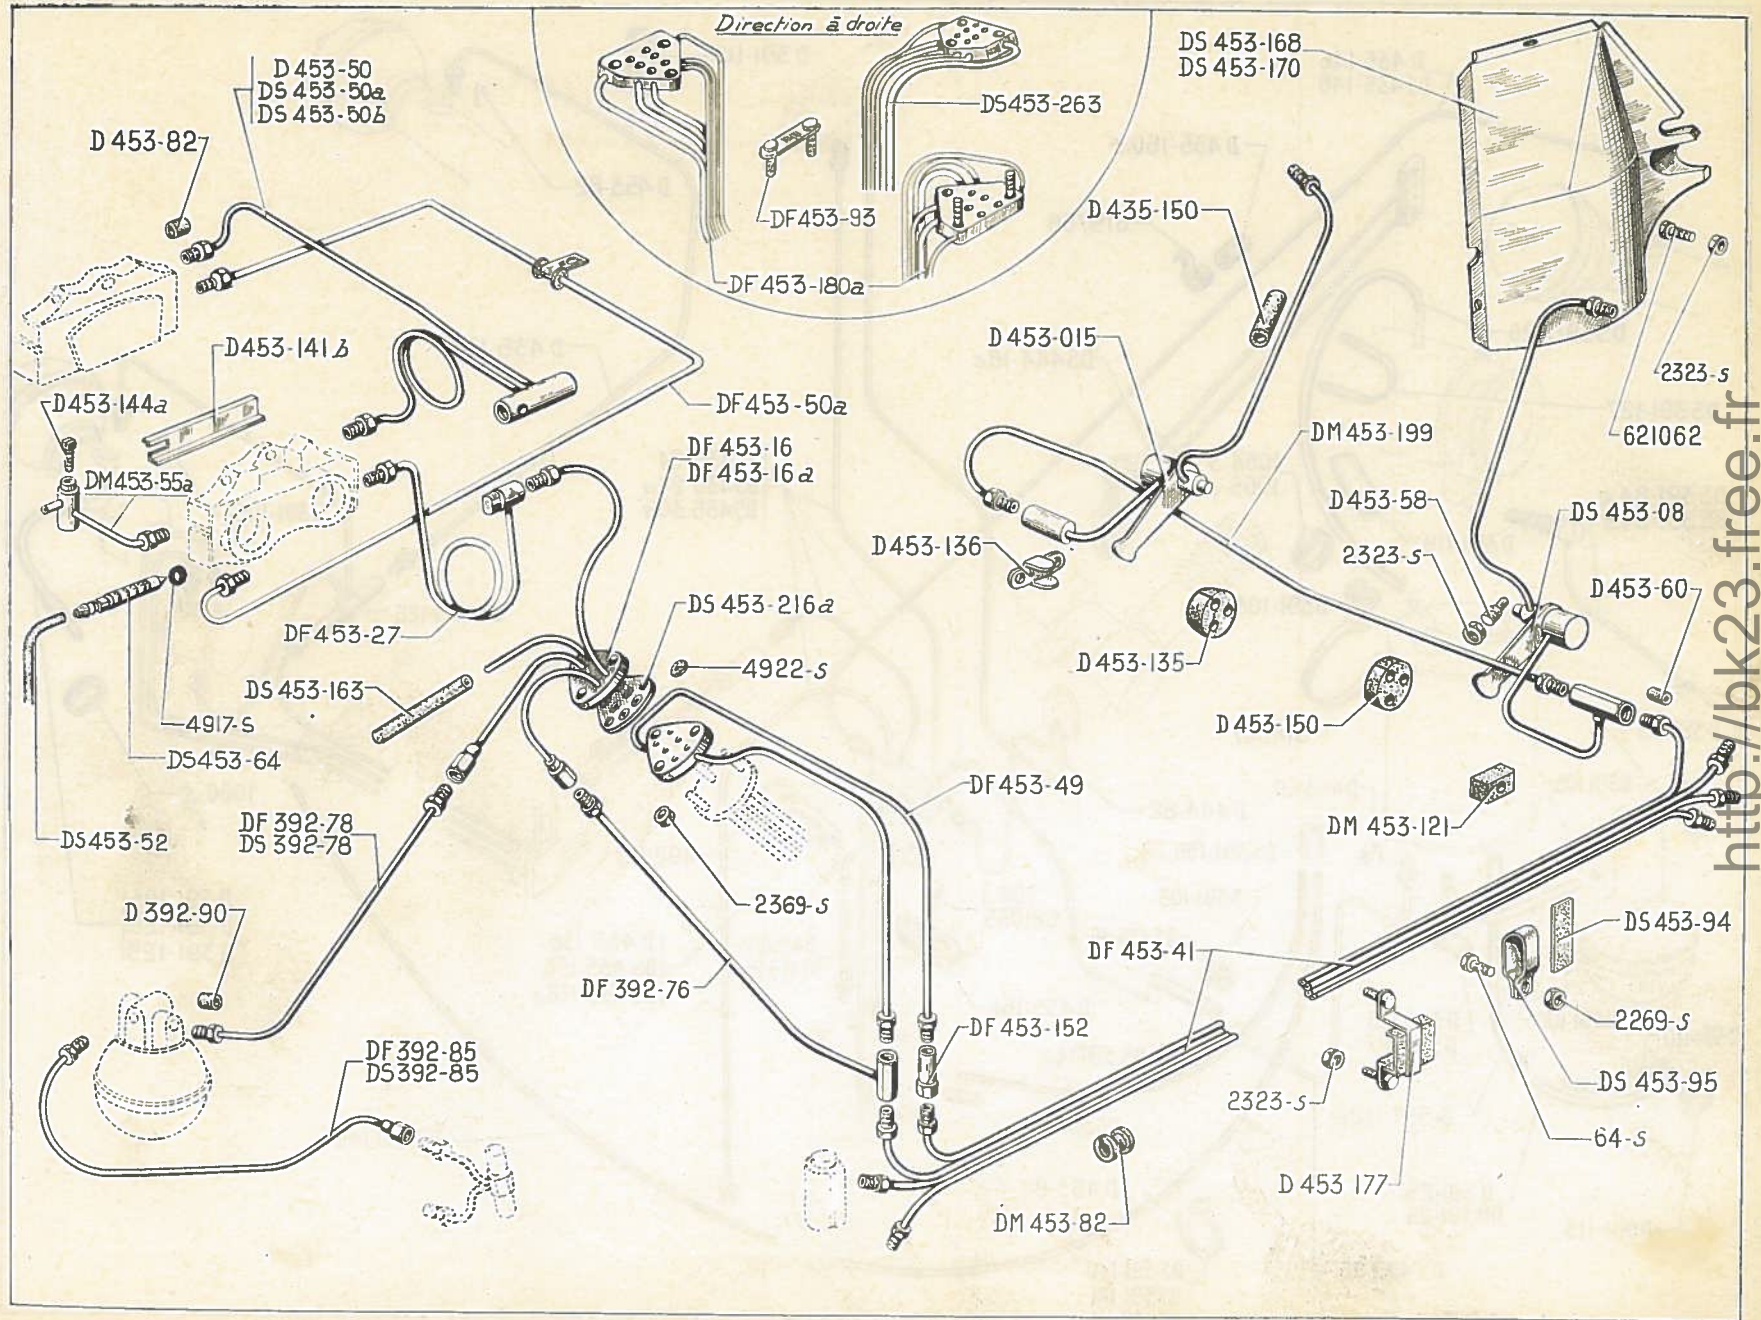 Direction à droite
D 453-50
DS 453-50a
DS 453-50b
D 453-82
DS453-263
DF453-93
DF453-180a
DS 453-168
DS 453-170
D 435-150
D453-141b
D453-144a
DM453-55a
DF453-50a
DF 453-16
DF 453-16a
D453-015
DM 453-199
2323-s
621062
D453-58
DS 453-08
2323-s
D 453-60
D453-136
DF453-27
DS 453-216a
4922-s
D 453-135
DS 453-163
4917-s
DS453-64
D 453-150
DF453-49
DS453-52
DF 392-78
DS 392-78
DM 453-121
D 392-90
2369-s
DF 453-41
DS 453-94
DF 392-76
DF 453-152
2269-s
DF392-85
DS392-85
2323-s
DS 453-95
64-s
D 453 177
DM 453-82
http://bk23.free.fr